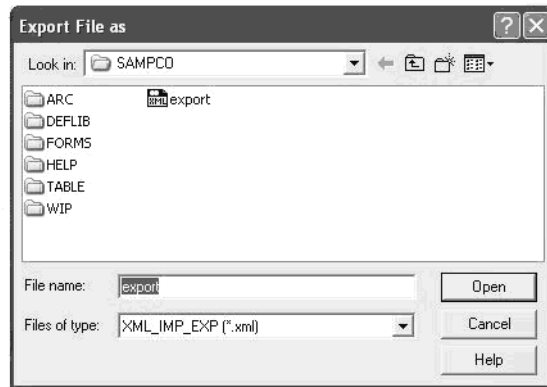 Export File as
Look in: SAMPCO
ARC
export
DEFLIB
FORMS
HELP
TABLE
WIP
File name: export Open
Files of type: XML_IMP_EXP (*.xml) Cancel
Help